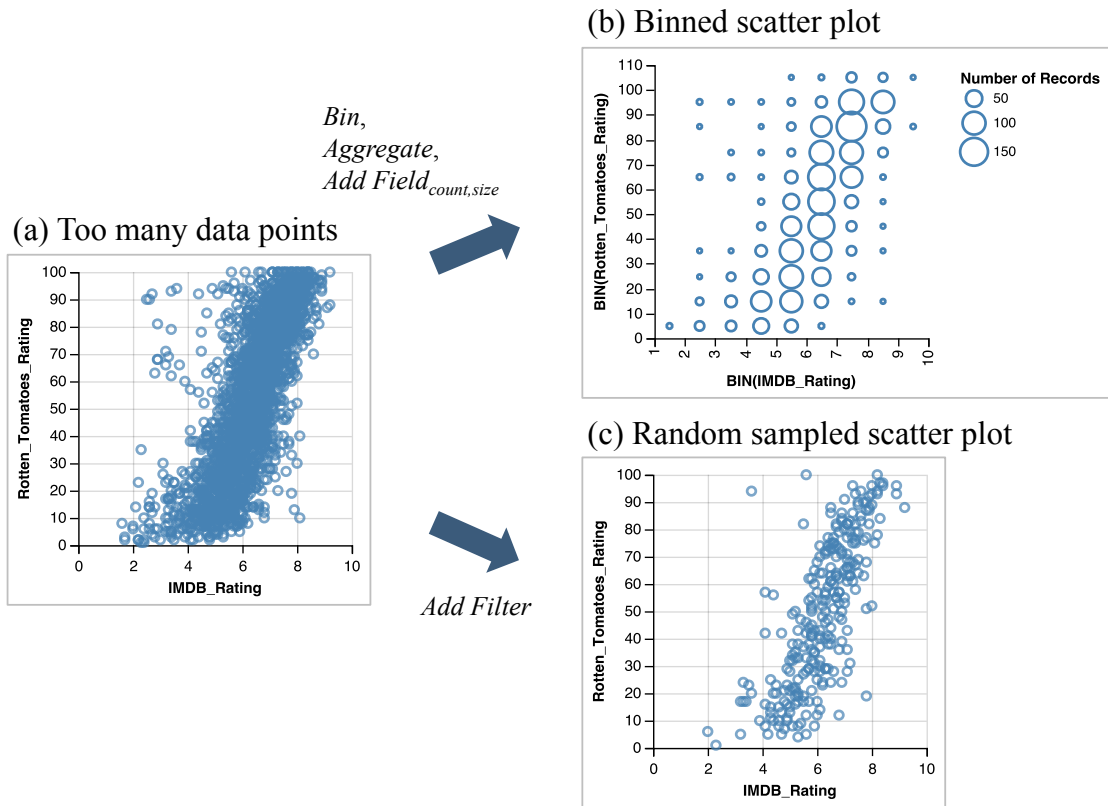 (b) Binned scatter plot
110
100
90
80
70
60
50
40
30
20
10
0
BIN(Rotten_Tomatoes_Rating)
1
2
3
4
5
6
7
8
9
10
BIN(IMDB_Rating)
Number of Records
50
100
150
Bin,
Aggregate,
Add Field count,size
(a) Too many data points
100
90
80
70
60
50
40
30
20
10
0
Rotten_Tomatoes_Rating
0 2 4 6 8 10
IMDB_Rating
Add Filter
(c) Random sampled scatter plot
100
90
80
70
60
50
40
30
20
10
0
Rotten_Tomatoes_Rating
0 2 4 6 8 10
IMDB_Rating